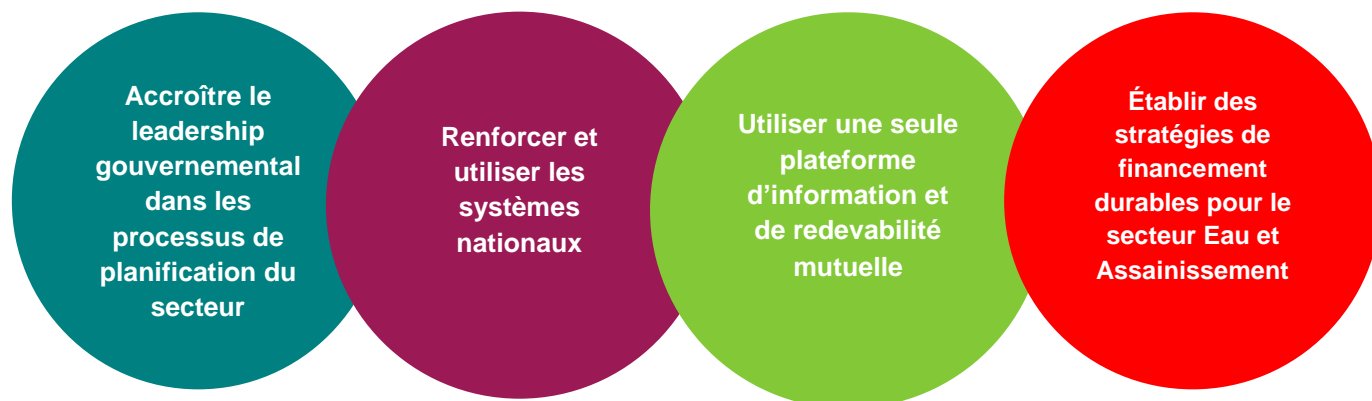 Accroître le
leadership
gouvernemental
dans les
processus de
planification du
secteur
Renforcer et
utiliser les
systèmes
nationaux
Utiliser une seule
plateforme
d’information et
de redevabilité
mutuelle
Établir des
stratégies de
financement
durables pour le
secteur Eau et
Assainissement